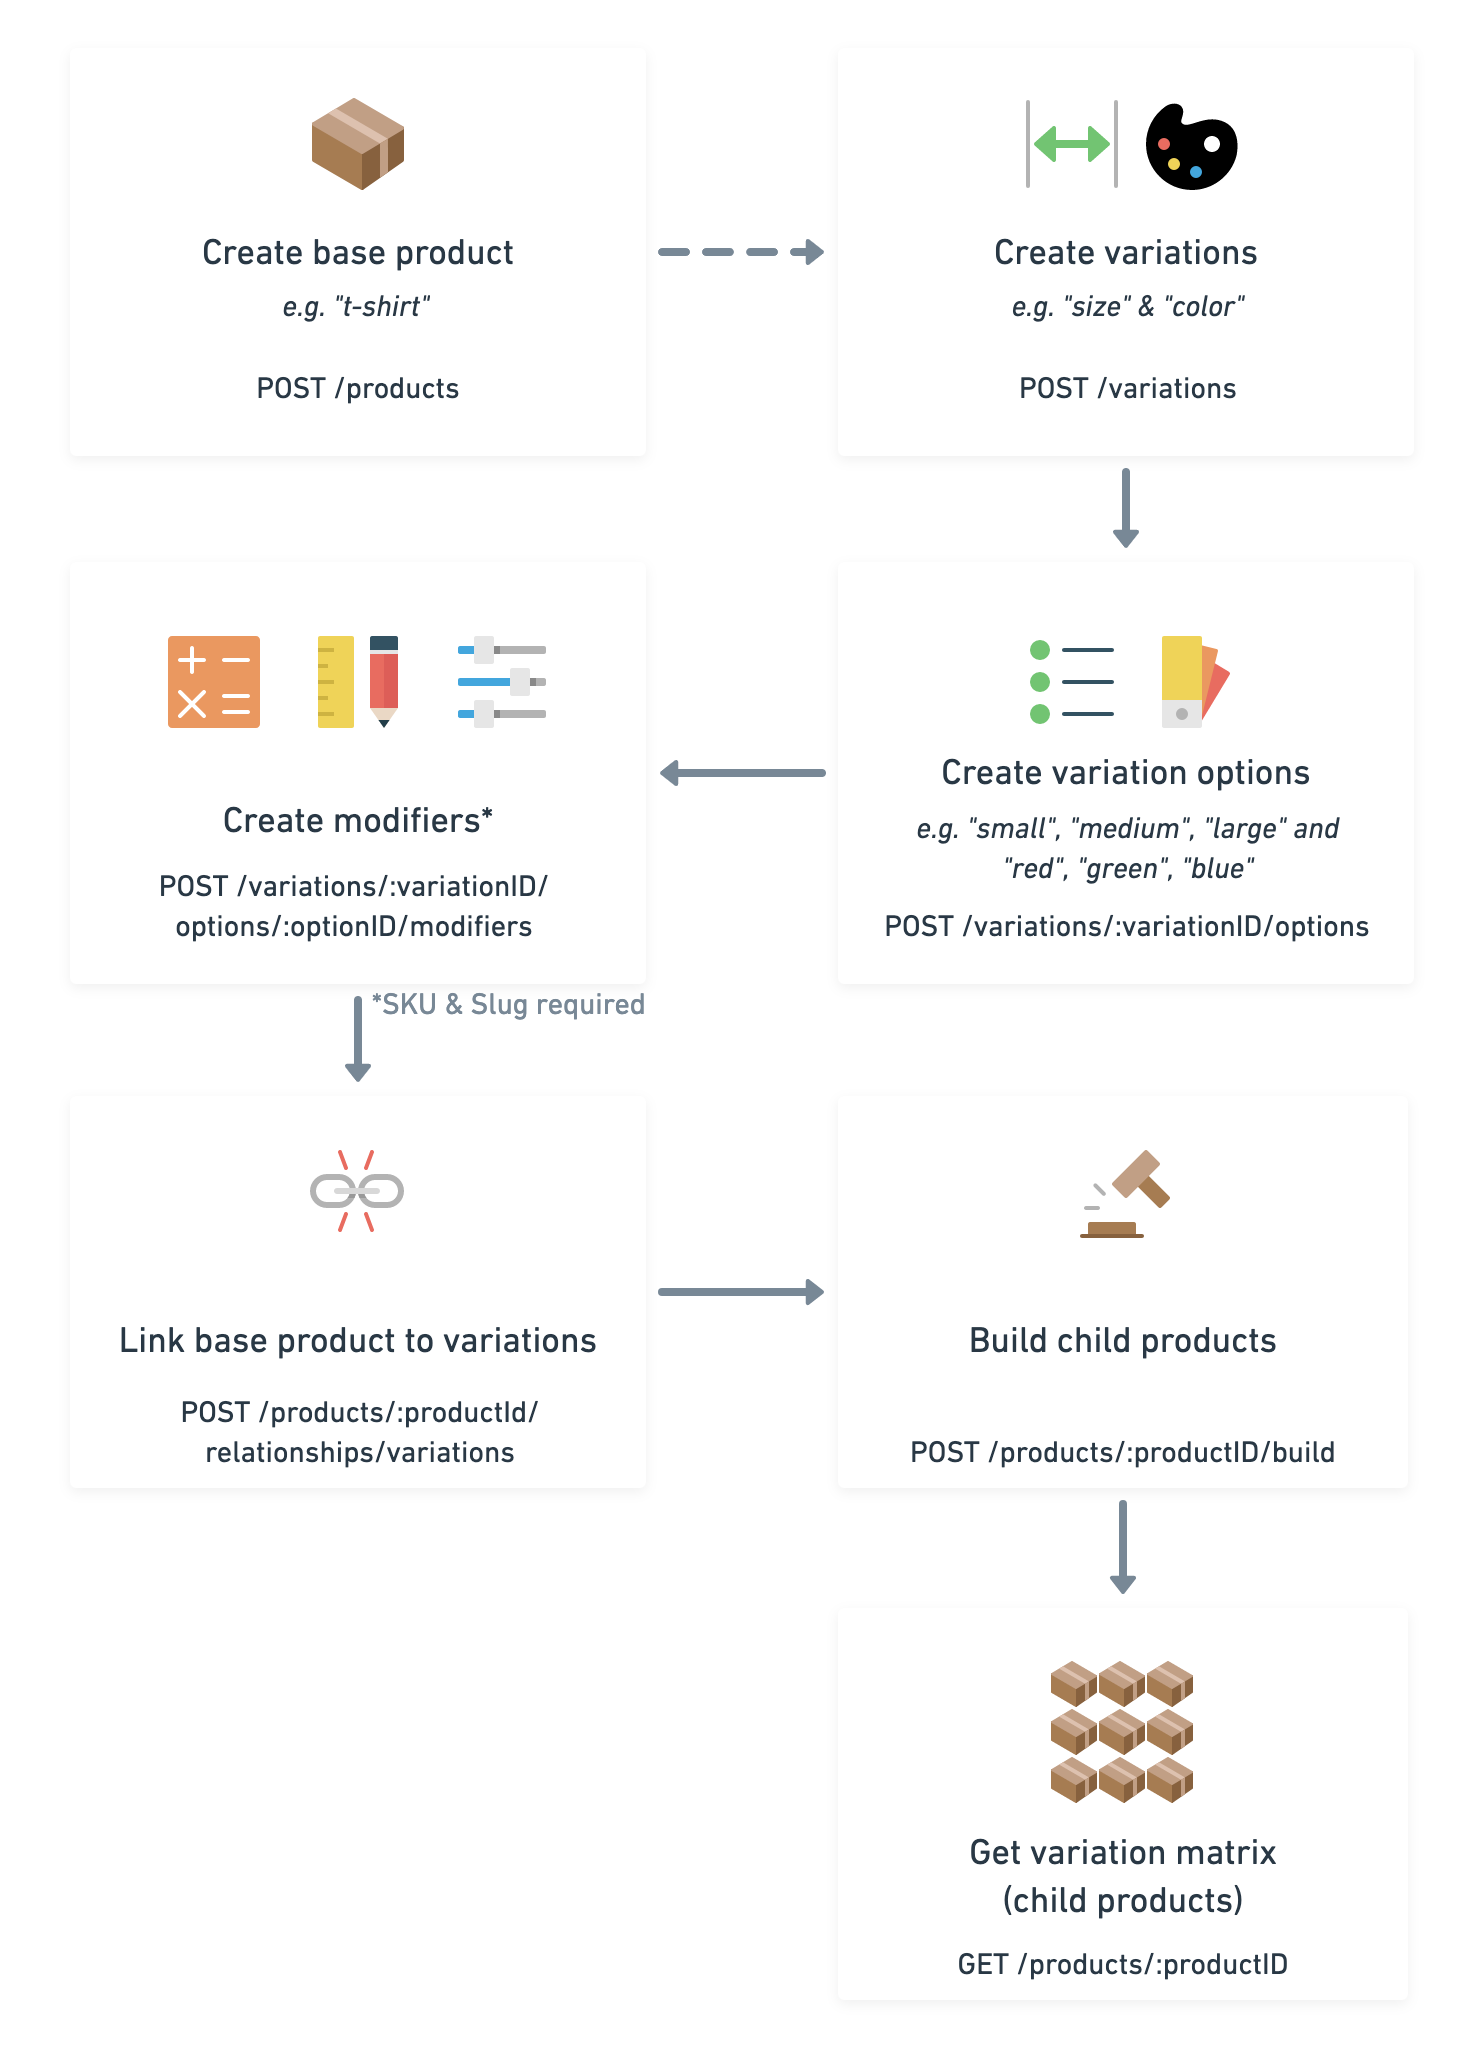 Create base product
e.g. "t-shirt"
POST /products
Create variations
e.g. "size" & "color"
POST /variations
Create variation options
e.g. "small", "medium", "large" and
"red", "green", "blue"
POST /variations/:variationID/options
Create modifiers*
POST /variations/:variationID/
options/:optionID/modifiers
*SKU & Slug required
Link base product to variations
POST /products/:productId/
relationships/variations
Build child products
POST /products/:productID/build
Get variation matrix
(child products)
GET /products/:productID